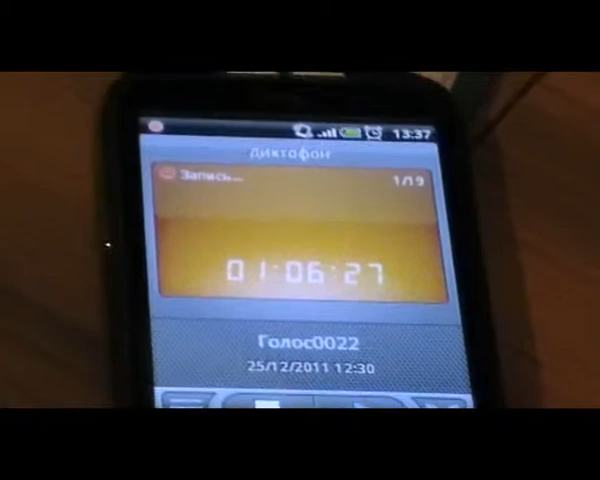 13:37
Диктофон
Запись...
1/19
01:06:27
Голос0022
25/12/2011 12:30